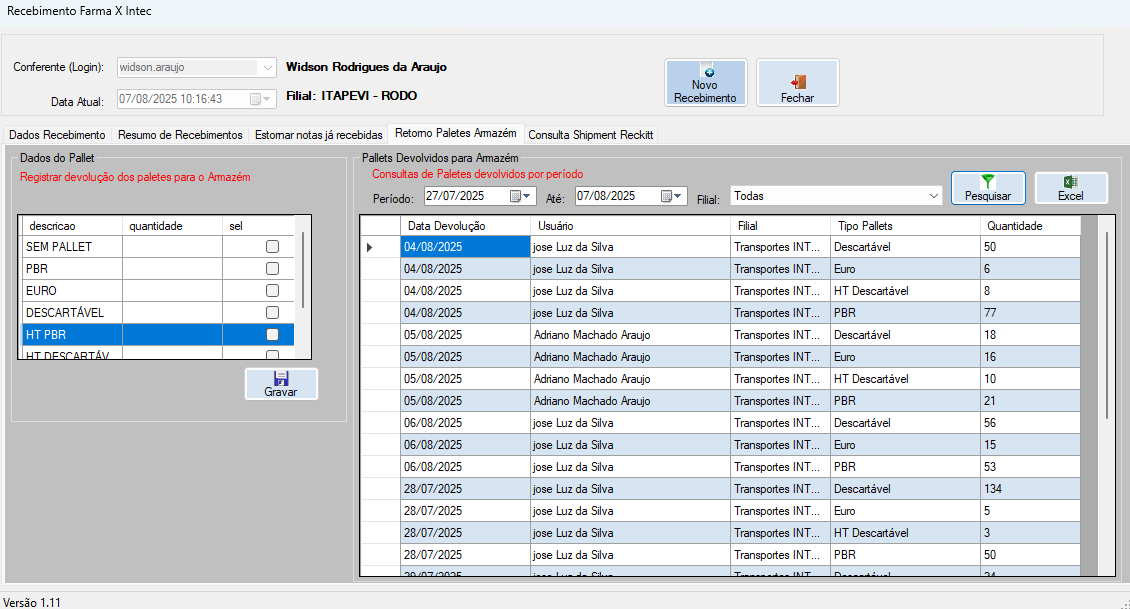 Recebimento Farma X Intec
Conferente (Login): widson.araujo Widson Rodrigues da Araujo
Data Atual: 07/08/2025 10:16:43 Filial: ITAPEVI - RODO
Novo Recebimento
Fechar
Dados Recebimento Resumo de Recebimentos Estornar notas já recebidas Retorno Paletes Armazém Consulta Shipment Reckitt
Dados do Pallet
Registrar devolução dos paletes para o Armazém
descricao quantidade sel
SEM PALLET
PBR
EURO
DESCARTÁVEL
HT PBR
HT DESCARTÁV
Gravar
Pallets Devolvidos para Armazém
Consultas de Paletes devolvidos por período
Período: 27/07/2025 Até: 07/08/2025 Filial: Todas Pesquisar Excel
Data Devolução Usuário Filial Tipo Pallets Quantidade
04/08/2025 jose Luz da Silva Transportes INT... Descartável 50
04/08/2025 jose Luz da Silva Transportes INT... Euro 6
04/08/2025 jose Luz da Silva Transportes INT... HT Descartável 8
04/08/2025 jose Luz da Silva Transportes INT... PBR 77
05/08/2025 Adriano Machado Araujo Transportes INT... Descartável 18
05/08/2025 Adriano Machado Araujo Transportes INT... Euro 16
05/08/2025 Adriano Machado Araujo Transportes INT... HT Descartável 10
05/08/2025 Adriano Machado Araujo Transportes INT... PBR 21
06/08/2025 jose Luz da Silva Transportes INT... Descartável 56
06/08/2025 jose Luz da Silva Transportes INT... Euro 15
06/08/2025 jose Luz da Silva Transportes INT... PBR 53
28/07/2025 jose Luz da Silva Transportes INT... Descartável 134
28/07/2025 jose Luz da Silva Transportes INT... Euro 5
28/07/2025 jose Luz da Silva Transportes INT... HT Descartável 3
28/07/2025 jose Luz da Silva Transportes INT... PBR 50
jose Luz da Silva Transportes INT... Descartável
Versão 1.11